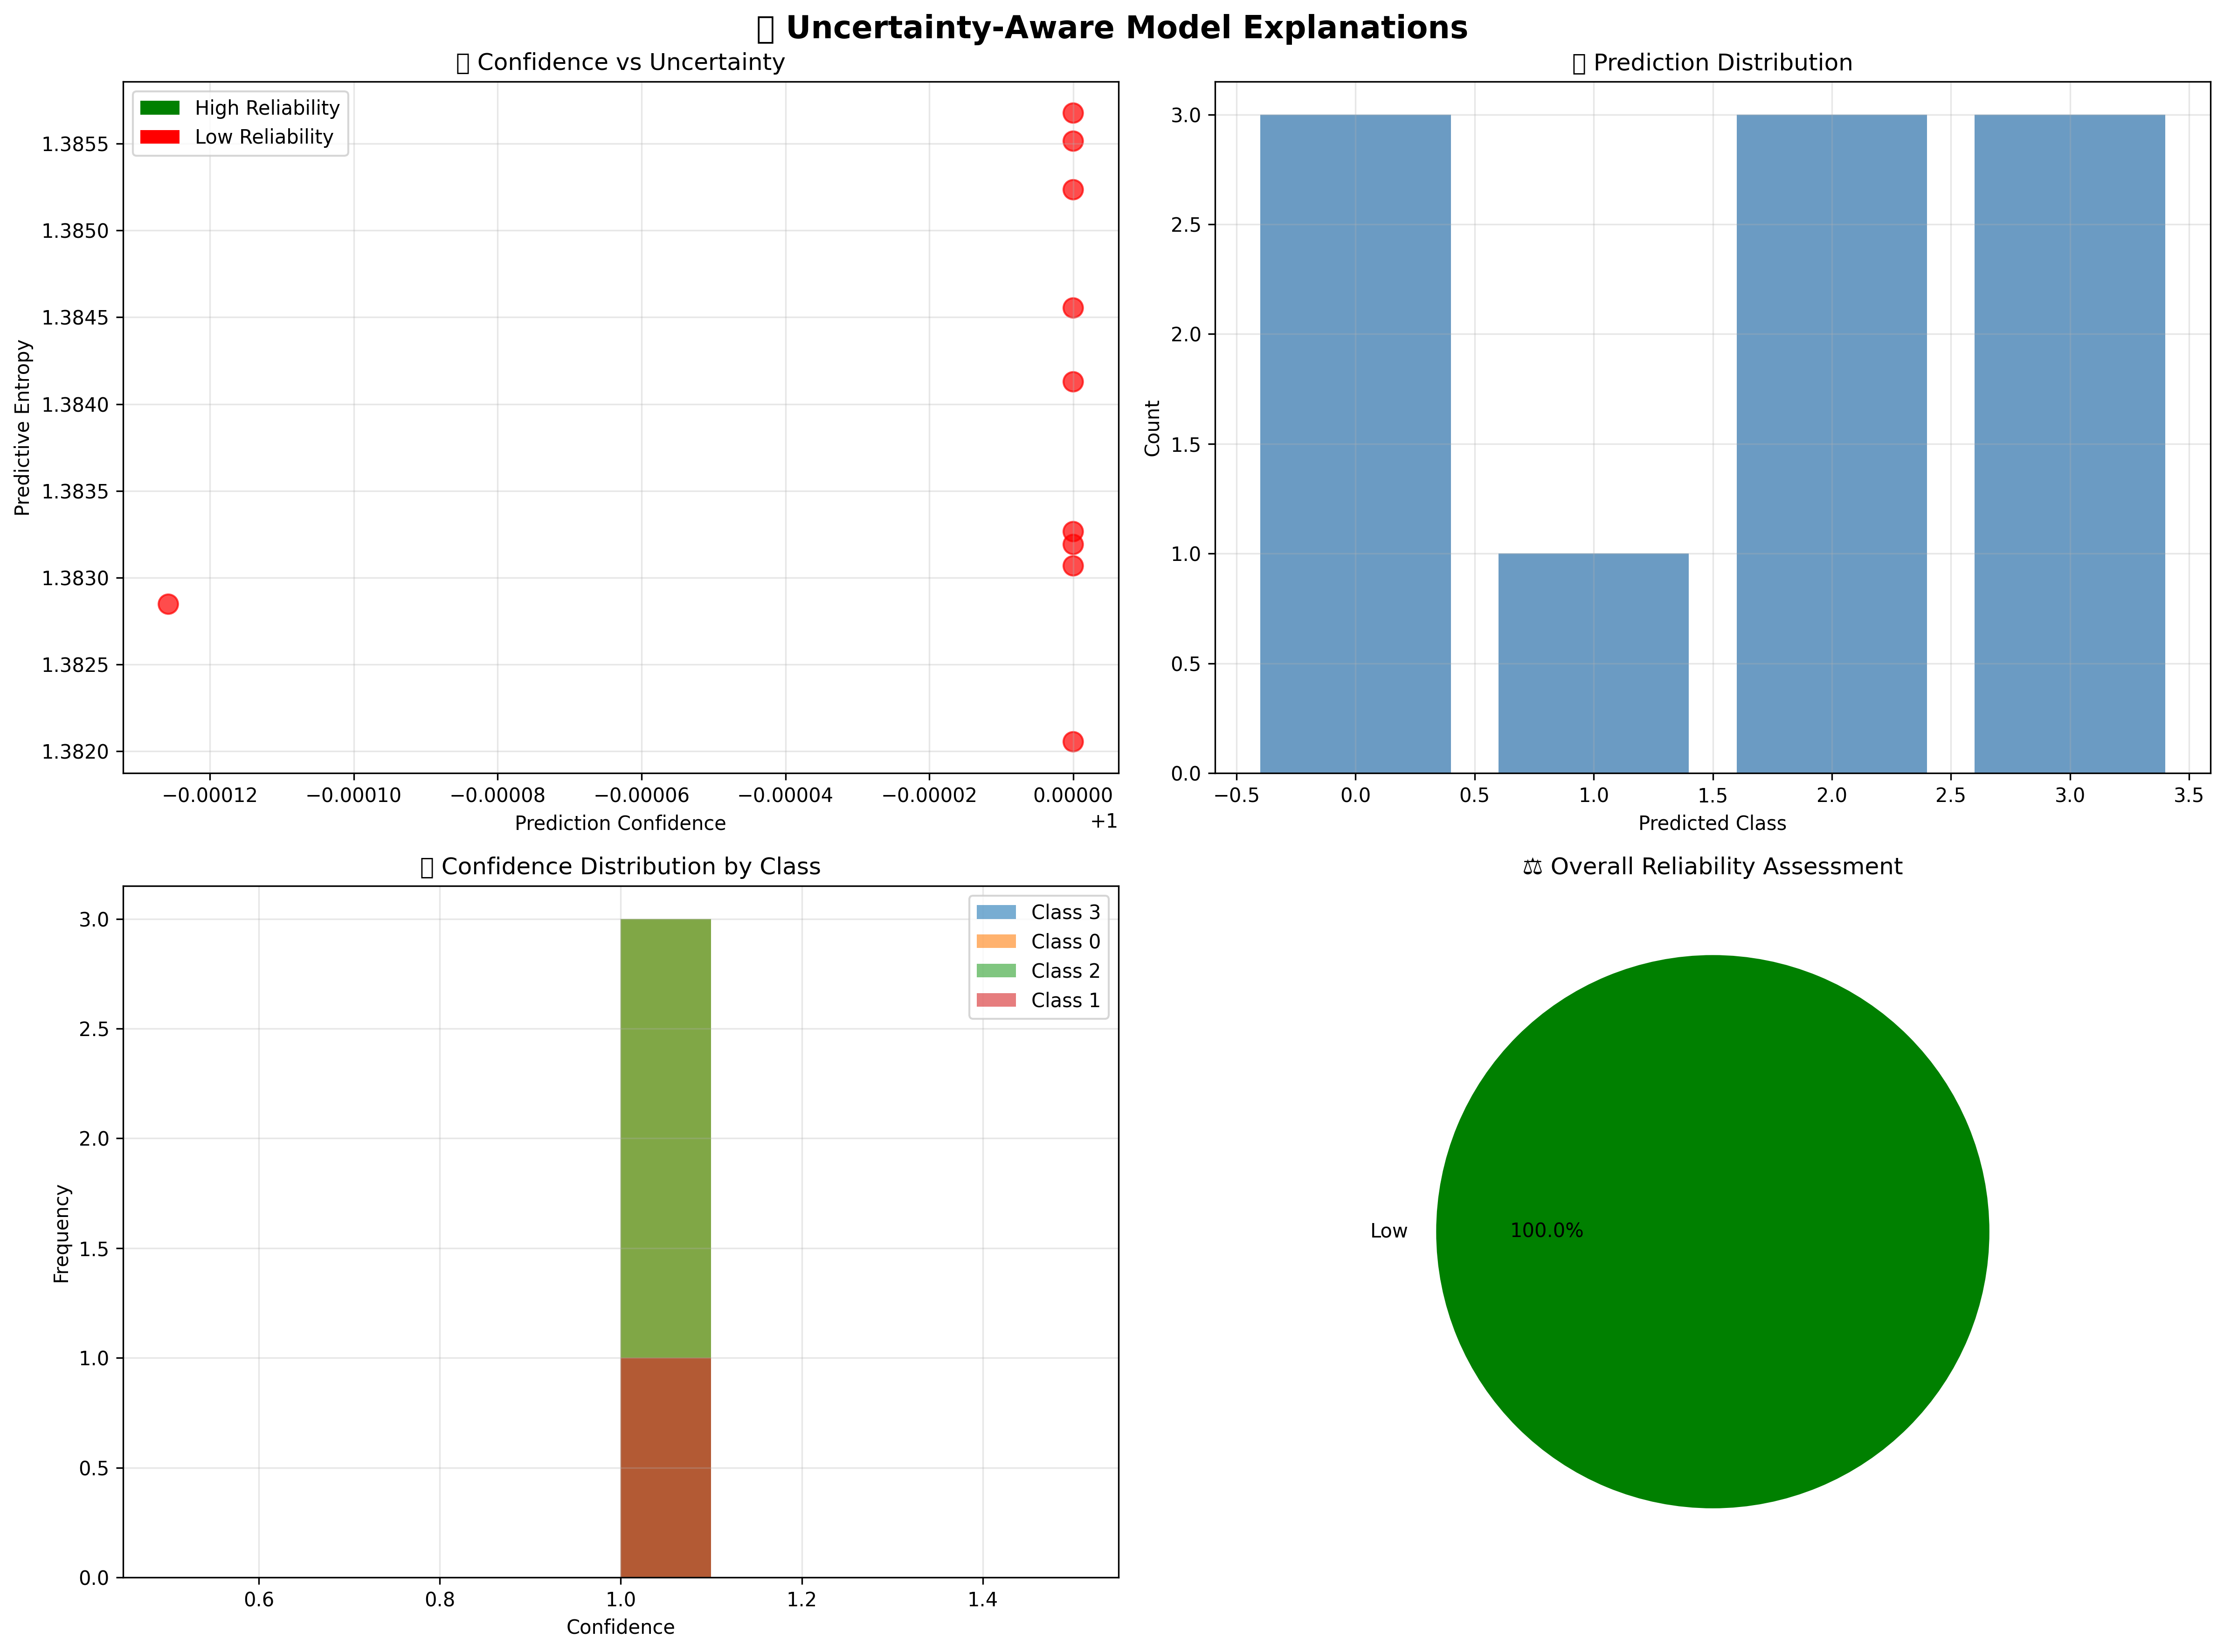 ▯ Uncertainty-Aware Model Explanations
▯ Confidence vs Uncertainty
High Reliability
Low Reliability
1.3855
1.3850
1.3845
1.3840
1.3835
1.3830
1.3825
1.3820
Predictive Entropy
−0.00012 −0.00010 −0.00008 −0.00006 −0.00004 −0.00002 0.00000
+1
Prediction Confidence
▯ Prediction Distribution
3.0
2.5
2.0
1.5
1.0
0.5
0.0
Count
−0.5 0.0 0.5 1.0 1.5 2.0 2.5 3.0 3.5
Predicted Class
▯ Confidence Distribution by Class
Class 3
Class 0
Class 2
Class 1
3.0
2.5
2.0
1.5
1.0
0.5
0.0
Frequency
0.6 0.8 1.0 1.2 1.4
Confidence
⚖ Overall Reliability Assessment
Low
100.0%